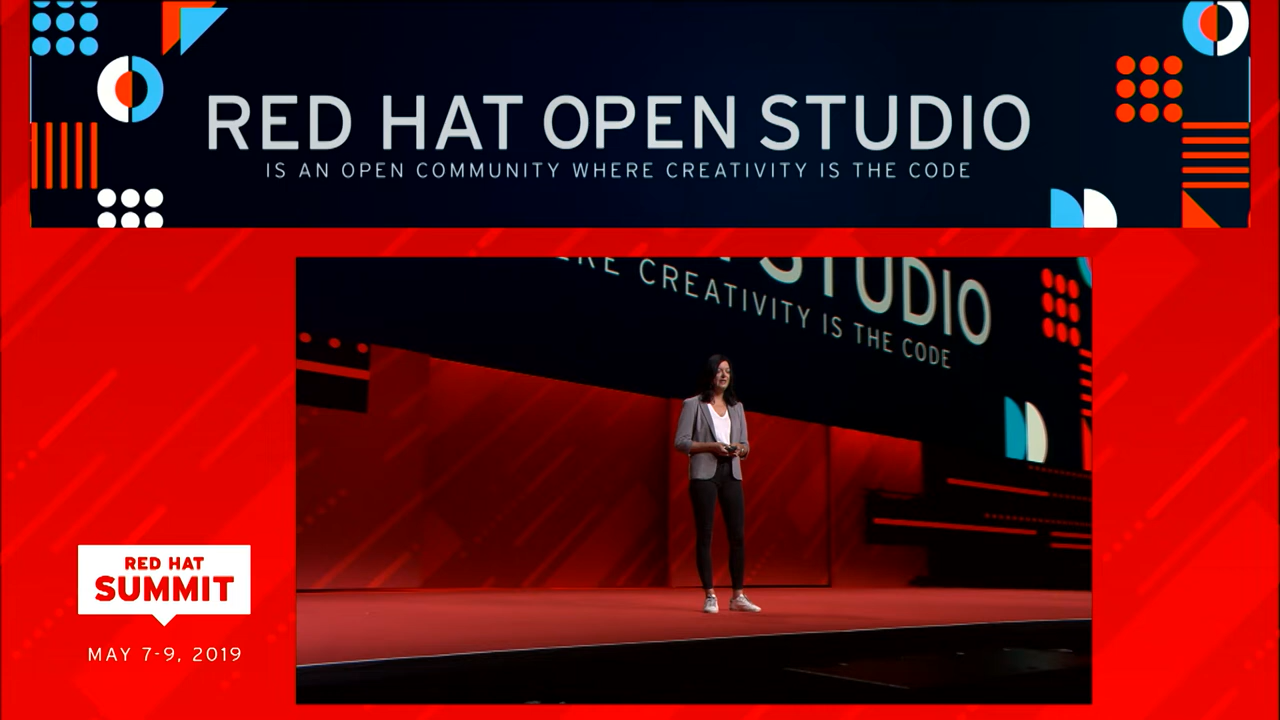 RED HAT OPEN STUDIO
IS AN OPEN COMMUNITY WHERE CREATIVITY IS THE CODE
STUDIO
CREATIVITY IS THE CODE
RED HAT
SUMMIT
MAY 7-9, 2019